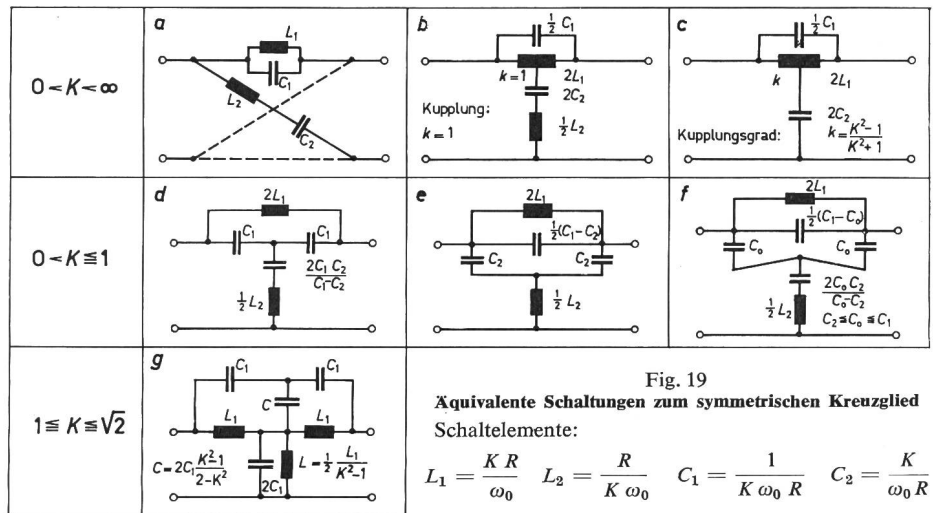 0 < K < ∞
a
L₁
C₁
L₂
C₂
b
½ C₁
k = 1
2L₁
2C₂
½ L₂
Kupplung:
k = 1
c
½ C₁
k
2L₁
2C₂
Kupplungsgrad: k = (K² − 1)/(K² + 1)
0 < K ≦ 1
d
2L₁
C₁
C₁
2C₁ C₂/(C₁ − C₂)
½ L₂
e
2L₁
½ (C₁ − C₂)
C₂
C₂
½ L₂
f
2L₁
½ (C₁ − C₀)
C₀
C₀
2C₀ C₂/(C₀ − C₂)
½ L₂
C₂ ≦ C₀ ≦ C₁
1 ≦ K ≦ √2
g
C₁
C₁
C
L₁
L₁
C = 2C₁ (K² − 1)/(2 − K²)
2C₁
L = ½ L₁/(K² − 1)
Fig. 19
Äquivalente Schaltungen zum symmetrischen Kreuzglied
Schaltelemente:
L₁ = K R/ω₀ L₂ = R/(K ω₀) C₁ = 1/(K ω₀ R) C₂ = K/(ω₀ R)